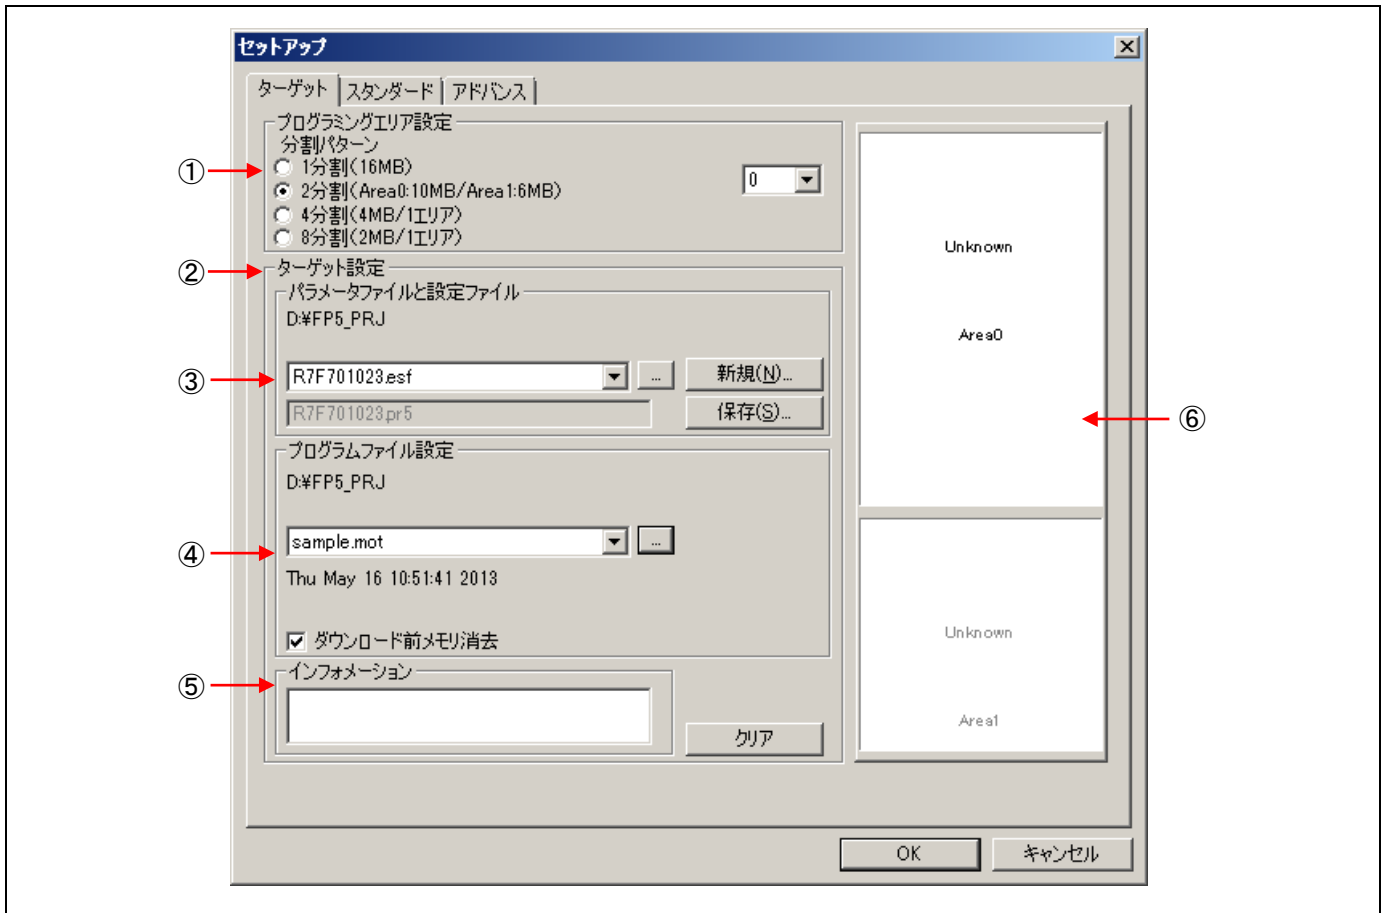 セットアップ
ターゲット スタンダード アドバンス
プログラミングエリア設定
分割パターン
① 1分割(16MB)
0
2分割(Area0:10MB/Area1:6MB)
4分割(4MB/1エリア)
8分割(2MB/1エリア)
② ターゲット設定
パラメータファイルと設定ファイル
D:¥FP5_PRJ
③ R7F701023.esf ... 新規(N)...
R7F701023.pr5 保存(S)...
プログラムファイル設定
D:¥FP5_PRJ
④ sample.mot ...
Thu May 16 10:51:41 2013
ダウンロード前メモリ消去
⑤ インフォメーション
クリア
Unknown
Area0
⑥
Unknown
Area1
OK キャンセル